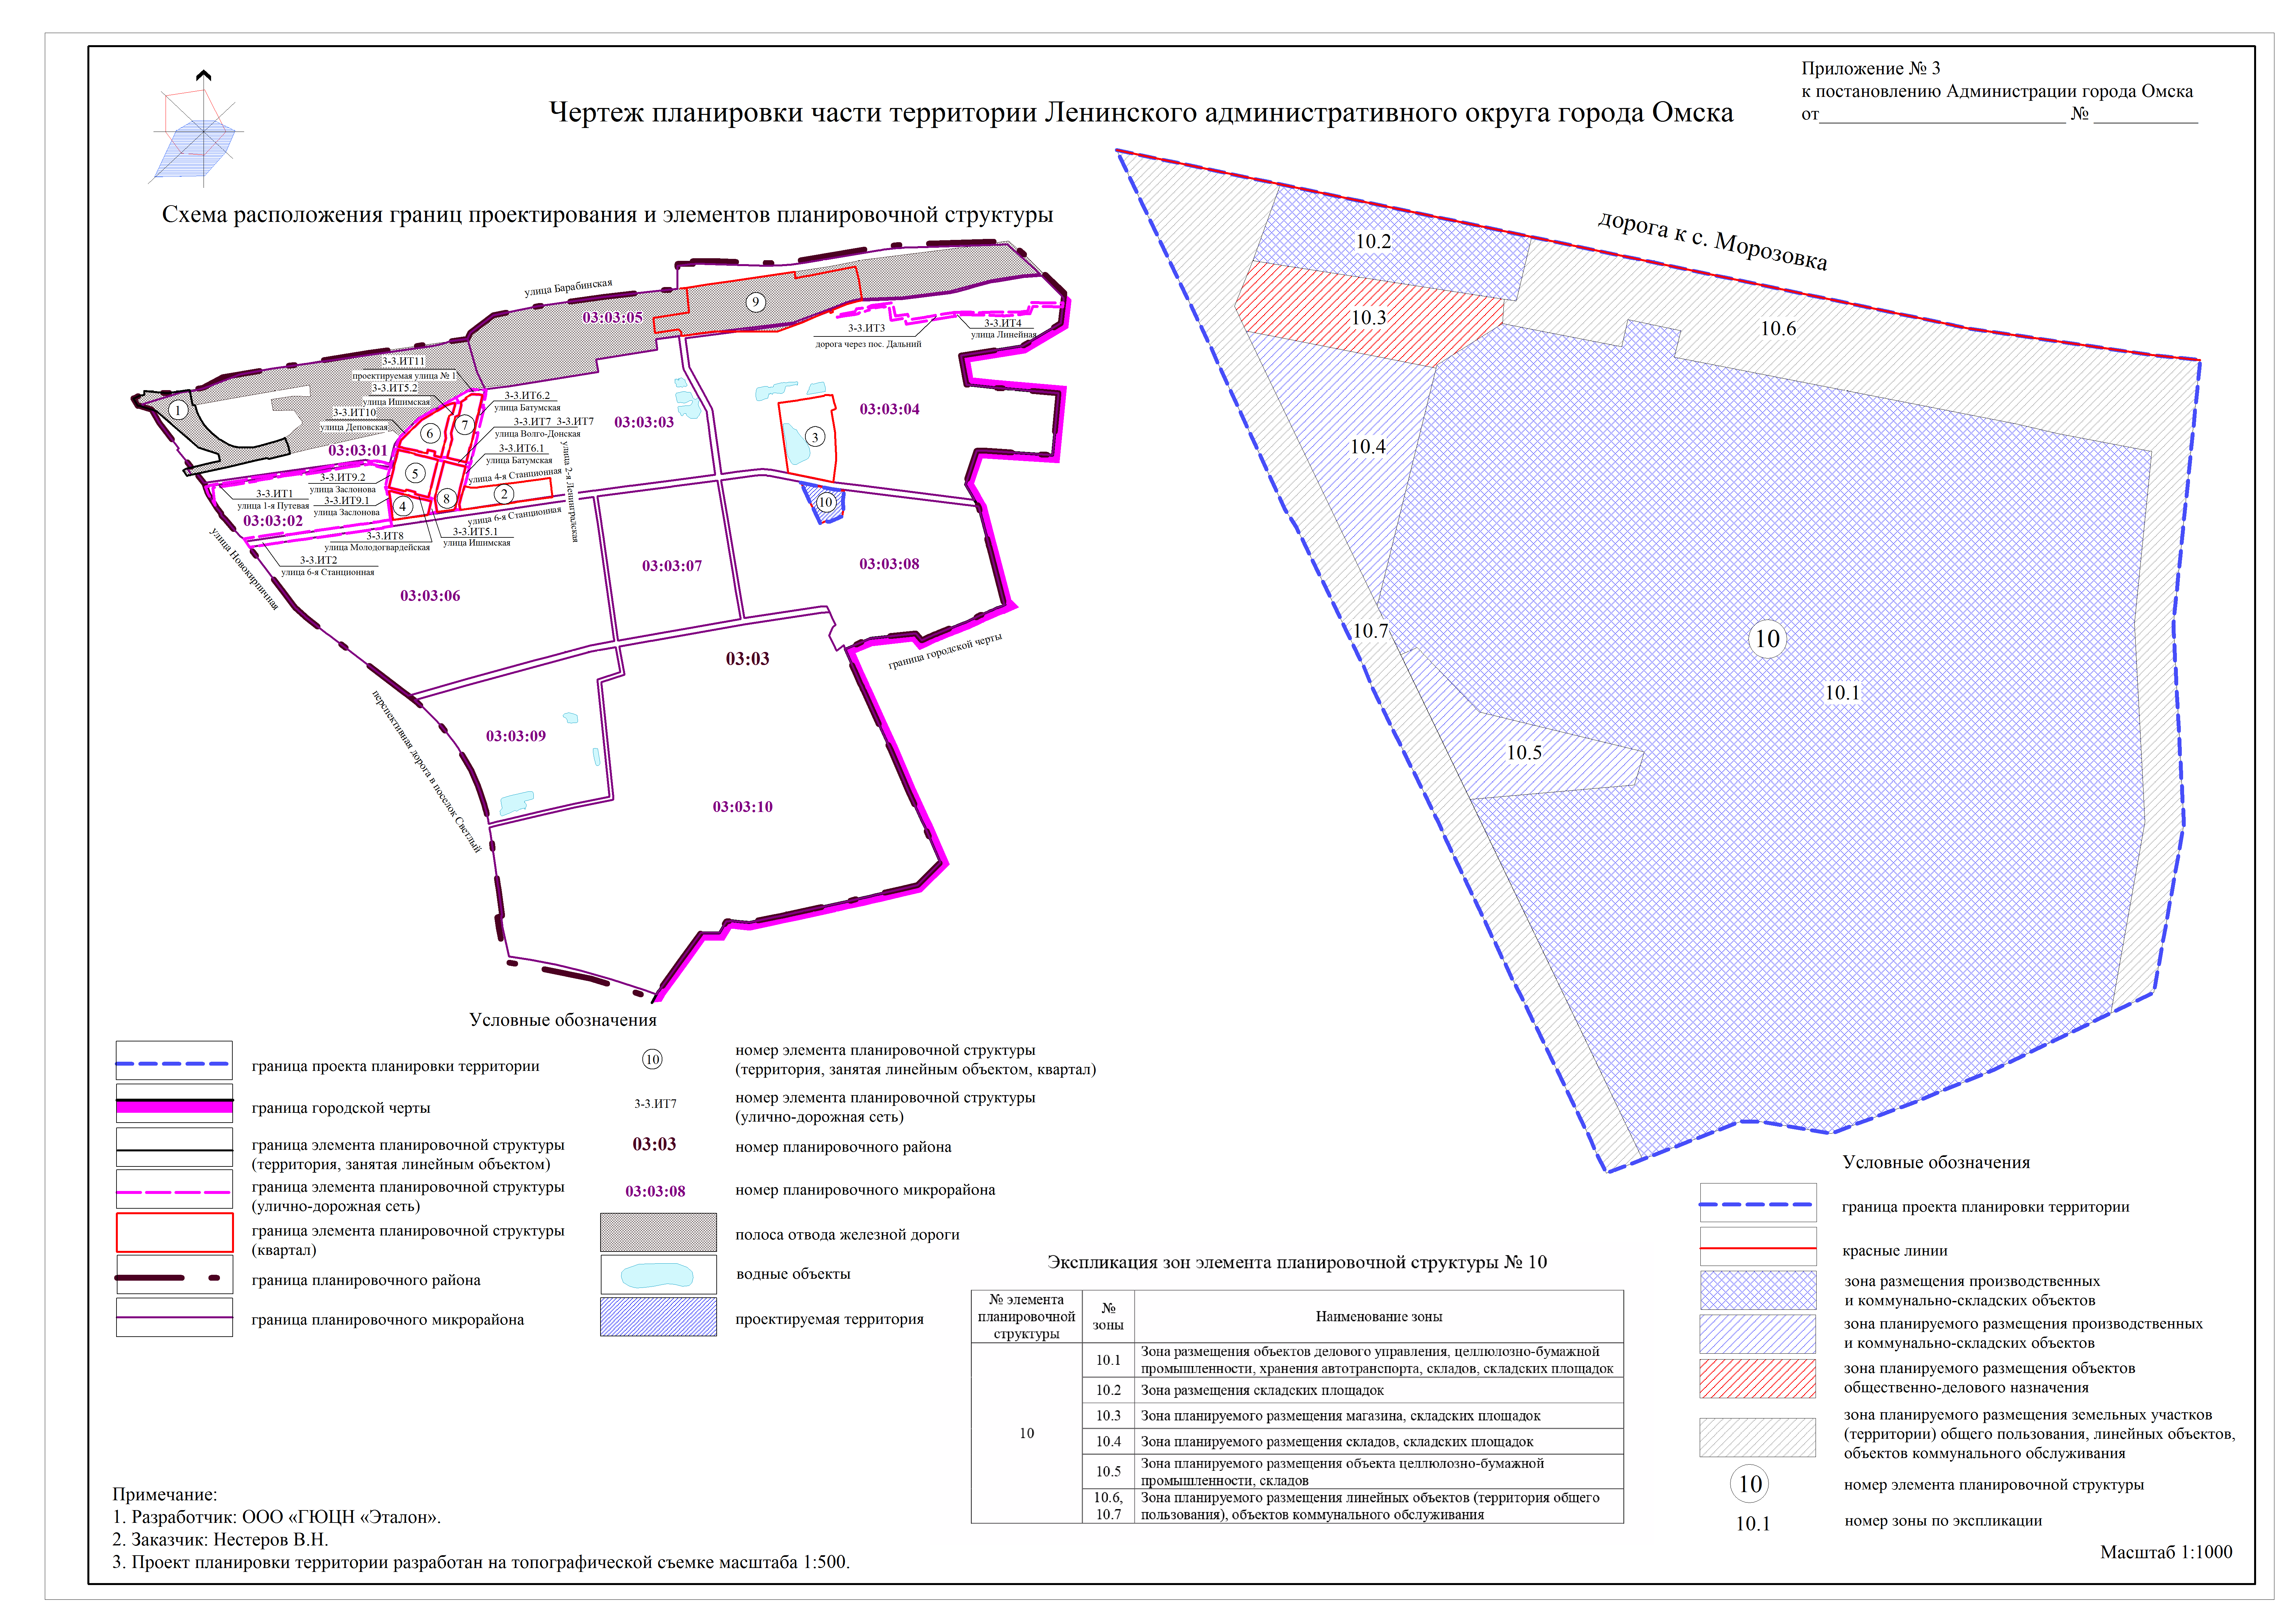 Приложение № 3
к постановлению Администрации города Омска
от__________________________ № ___________
Чертеж планировки части территории Ленинского административного округа города Омска
Схема расположения границ проектирования и элементов планировочной структуры
улица Барабинская
03:03:05
9
3-3.ИТ3
дорога через пос. Дальний
3-3.ИТ4
улица Линейная
3-3.ИТ11
проектируемая улица № 1
3-3.ИТ5.2
улица Ишимская
3-3.ИТ10
улица Деповская
1
6
7
3-3.ИТ6.2
улица Батумская
3-3.ИТ7 3-3.ИТ7
улица Волго-Донская
3-3.ИТ6.1
улица Батумская
улица 4-я Станционная
улица 2-я Ленинградская
03:03:03
03:03:04
3
03:03:01
5
3-3.ИТ9.2
улица Заслонова
3-3.ИТ1
улица 1-я Путевая
3-3.ИТ9.1
улица Заслонова
4
8
2
10
03:03:02
улица 6-я Станционная
3-3.ИТ8
улица Молодогвардейская
3-3.ИТ5.1
улица Ишимская
3-3.ИТ2
улица 6-я Станционная
улица Новокирпичная
03:03:06
03:03:07
03:03:08
граница городской черты
03:03
перспективная дорога в поселок Светлый
03:03:09
03:03:10
дорога к с. Морозовка
10.2
10.3
10.6
10.4
10.7
10
10.1
10.5
Условные обозначения
граница проекта планировки территории
граница городской черты
граница элемента планировочной структуры
(территория, занятая линейным объектом)
граница элемента планировочной структуры
(улично-дорожная сеть)
граница элемента планировочной структуры
(квартал)
граница планировочного района
граница планировочного микрорайона
10
номер элемента планировочной структуры
(территория, занятая линейным объектом, квартал)
3-3.ИТ7
номер элемента планировочной структуры
(улично-дорожная сеть)
03:03
номер планировочного района
03:03:08
номер планировочного микрорайона
полоса отвода железной дороги
водные объекты
проектируемая территория
Экспликация зон элемента планировочной структуры № 10
№ элемента
планировочной
структуры
№
зоны
Наименование зоны
10
10.1
Зона размещения объектов делового управления, целлюлозно-бумажной
промышленности, хранения автотранспорта, складов, складских площадок
10.2
Зона размещения складских площадок
10.3
Зона планируемого размещения магазина, складских площадок
10.4
Зона планируемого размещения складов, складских площадок
10.5
Зона планируемого размещения объекта целлюлозно-бумажной
промышленности, складов
10.6,
10.7
Зона планируемого размещения линейных объектов (территория общего
пользования), объектов коммунального обслуживания
Условные обозначения
граница проекта планировки территории
красные линии
зона размещения производственных
и коммунально-складских объектов
зона планируемого размещения производственных
и коммунально-складских объектов
зона планируемого размещения объектов
общественно-делового назначения
зона планируемого размещения земельных участков
(территории) общего пользования, линейных объектов,
объектов коммунального обслуживания
10
номер элемента планировочной структуры
10.1
номер зоны по экспликации
Масштаб 1:1000
Примечание:
1. Разработчик: ООО «ГЮЦН «Эталон».
2. Заказчик: Нестеров В.Н.
3. Проект планировки территории разработан на топографической съемке масштаба 1:500.